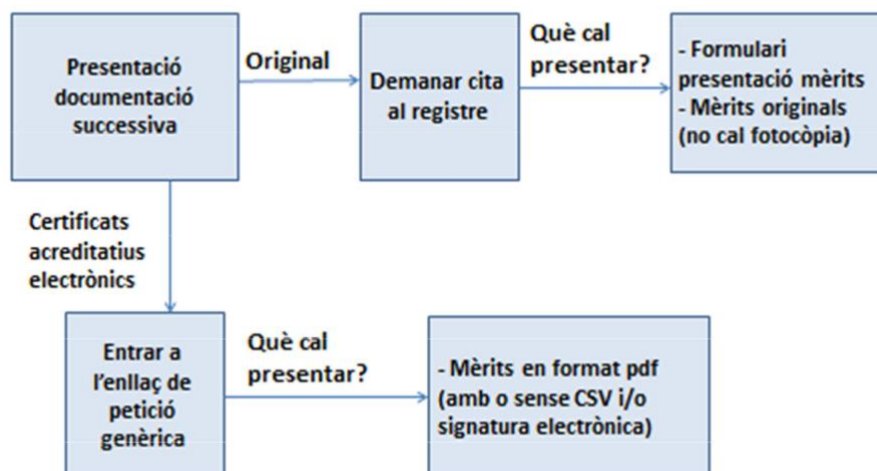 Presentació
documentació
successiva
Original
Demanar cita
al registre
Què cal
presentar?
- Formulari
presentació mèrits
- Mèrits originals
(no cal fotocòpia)
Certificats
acreditatius
electrònics
Entrar a
l'enllaç de
petició
genèrica
Què cal
presentar?
- Mèrits en format pdf
(amb o sense CSV i/o
signatura electrònica)